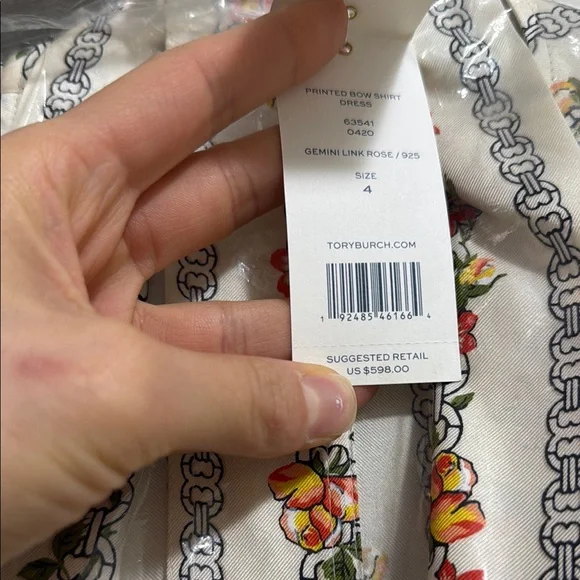 PRINTED BOW SHIRT
DRESS
63541
0420
GEMINI LINK ROSE / 925
SIZE
4
TORYBURCH.COM
1 92485 46166 4
SUGGESTED RETAIL
US $598.00